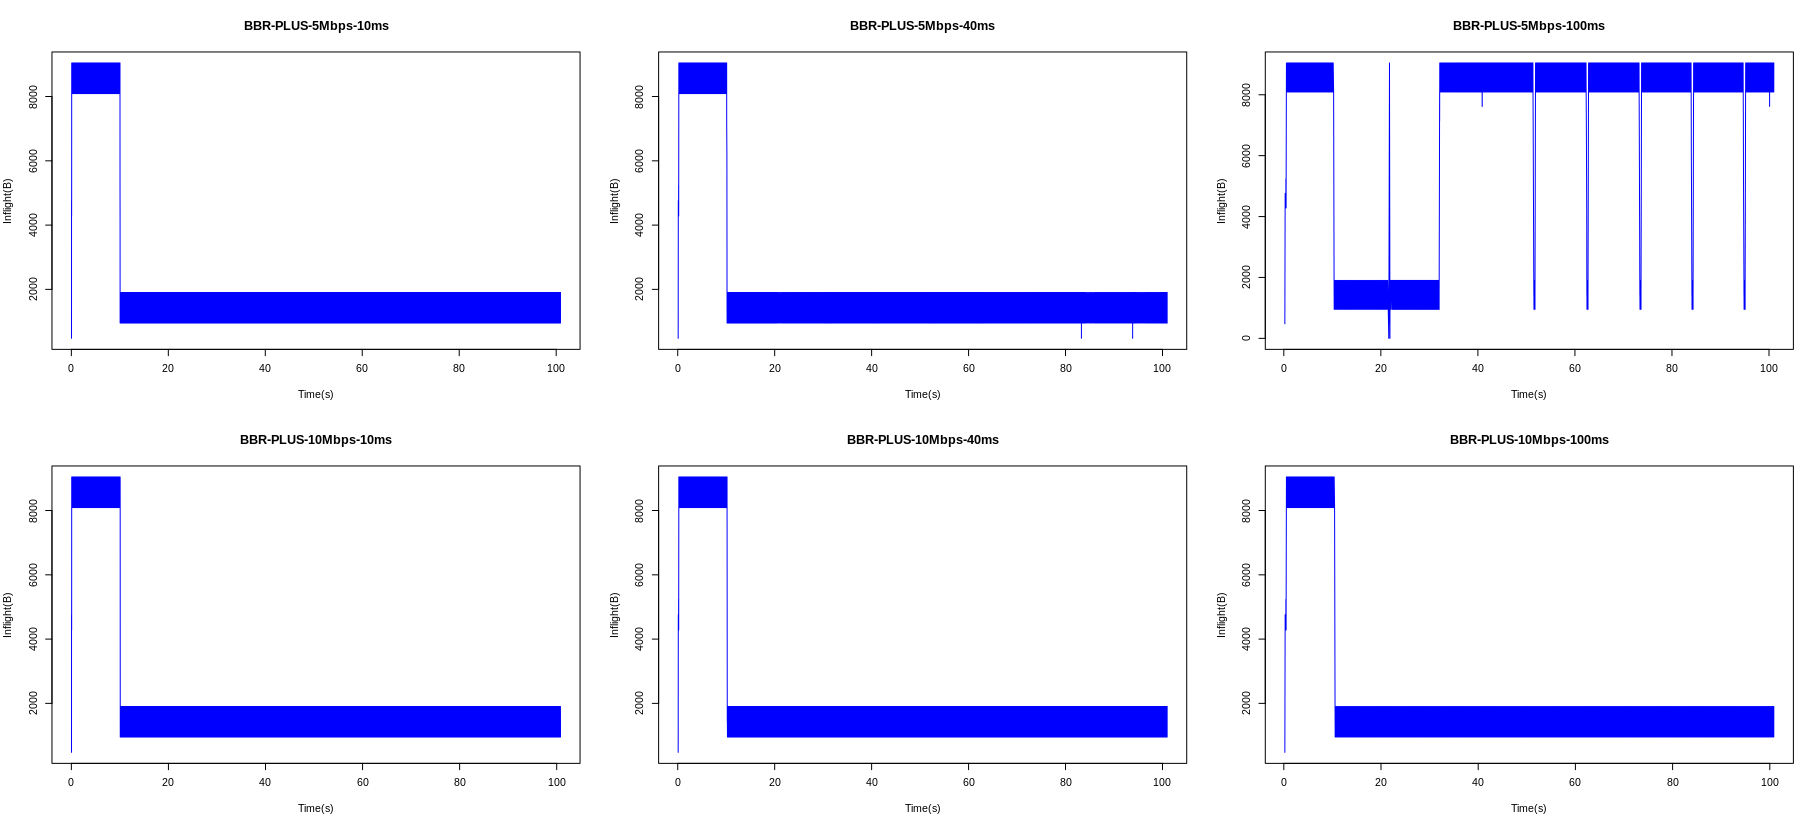 BBR-PLUS-5Mbps-10ms
Inflight(B)
8000
6000
4000
2000
0 20 40 60 80 100
Time(s)
BBR-PLUS-5Mbps-40ms
Inflight(B)
8000
6000
4000
2000
0 20 40 60 80 100
Time(s)
BBR-PLUS-5Mbps-100ms
Inflight(B)
8000
6000
4000
2000
0
0 20 40 60 80 100
Time(s)
BBR-PLUS-10Mbps-10ms
Inflight(B)
8000
6000
4000
2000
0 20 40 60 80 100
Time(s)
BBR-PLUS-10Mbps-40ms
Inflight(B)
8000
6000
4000
2000
0 20 40 60 80 100
Time(s)
BBR-PLUS-10Mbps-100ms
Inflight(B)
8000
6000
4000
2000
0 20 40 60 80 100
Time(s)